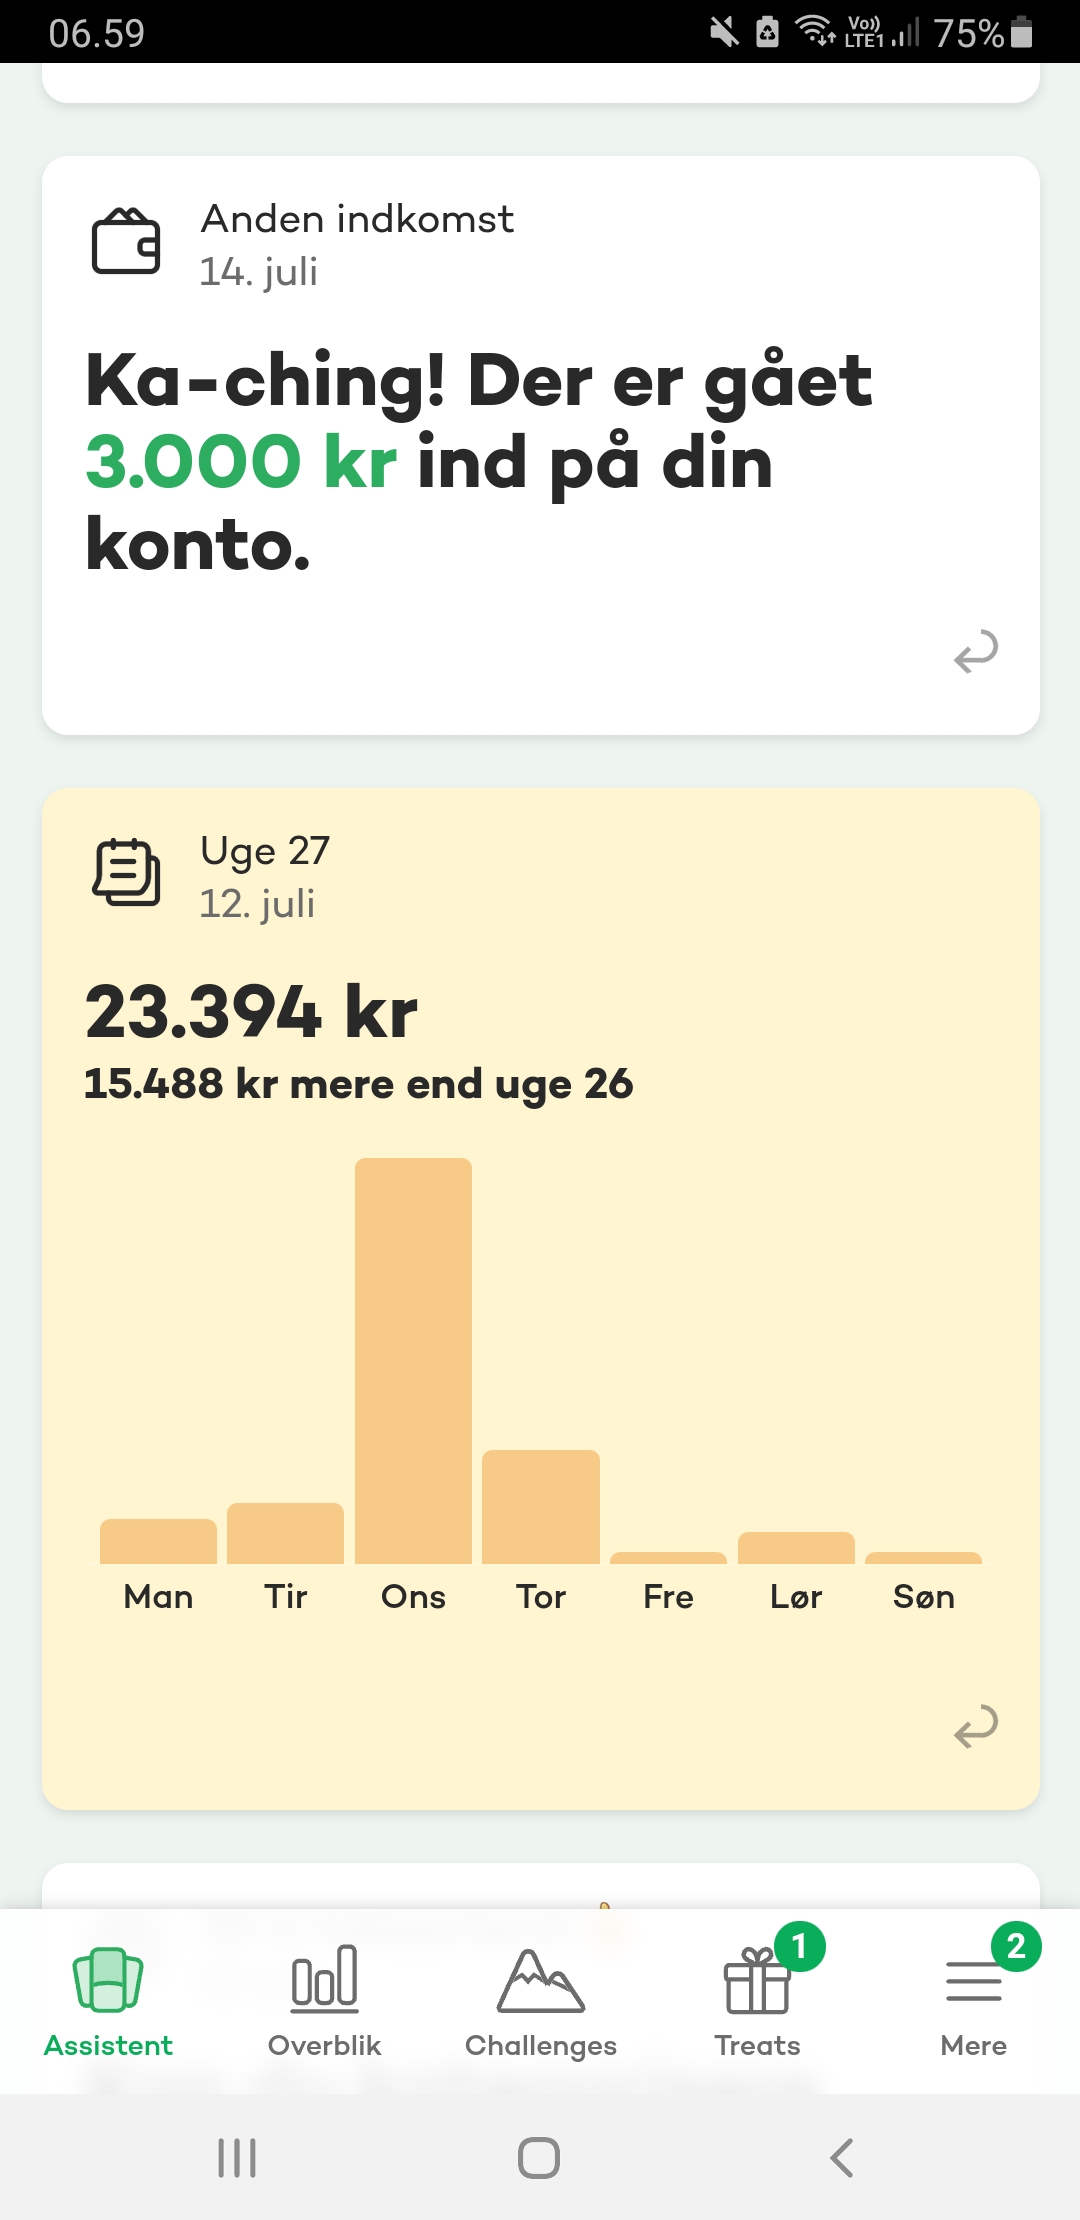 06.59
Vo))
LTE1
75%
Anden indkomst
14. juli
Ka-ching! Der er gået
3.000 kr ind på din
konto.
Uge 27
12. juli
23.394 kr
15.488 kr mere end uge 26
Man Tir Ons Tor Fre Lør Søn
1 2
Assistent Overblik Challenges Treats Mere